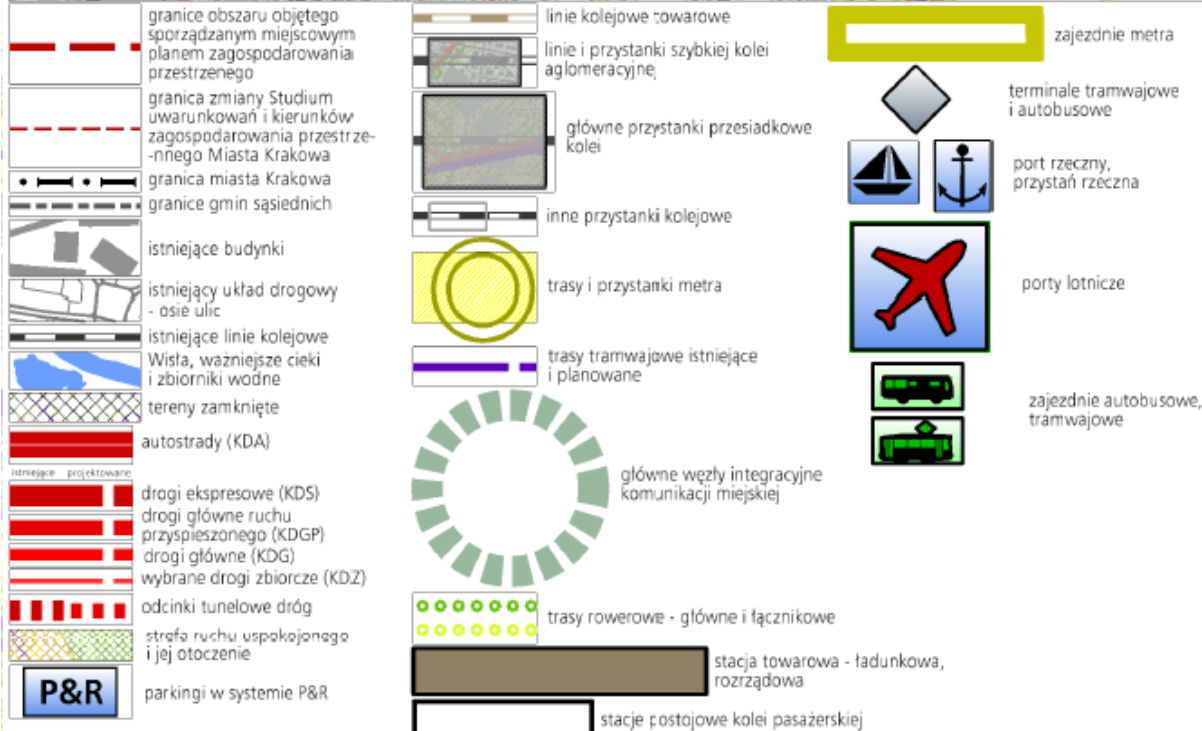 granice obszaru objętego
sporządzanym miejscowym
planem zagospodarowania
przestrzenego
granica zmiany Studium
uwarunkowań i kierunków
zagospodarowania przestrze-
-nnego Miasta Krakowa
granica miasta Krakowa
granice gmin sąsiednich
istniejące budynki
istniejący układ drogowy
- osie ulic
istniejące linie kolejowe
Wisła, ważniejsze cieki
i zbiorniki wodne
tereny zamknięte
autostrady (KDA)
istniejące projektowane
drogi ekspresowe (KDS)
drogi główne ruchu
przyspieszonego (KDGP)
drogi główne (KDG)
wybrane drogi zbiorcze (KDZ)
odcinki tunelowe dróg
strefa ruchu uspokojonego
i jej otoczenie
P&R
parkingi w systemie P&R
linie kolejowe towarowe
linie i przystanki szybkiej kolei
aglomeracyjnej
główne przystanki przesiadkowe
kolei
inne przystanki kolejowe
trasy i przystanki metra
trasy tramwajowe istniejące
i planowane
główne węzły integracyjne
komunikacji miejskiej
trasy rowerowe - główne i łącznikowe
stacja towarowa - ładunkowa,
rozrządowa
stacje postojowe kolei pasażerskiej
zajezdnie metra
terminale tramwajowe
i autobusowe
port rzeczny,
przystań rzeczna
porty lotnicze
zajezdnie autobusowe,
tramwajowe